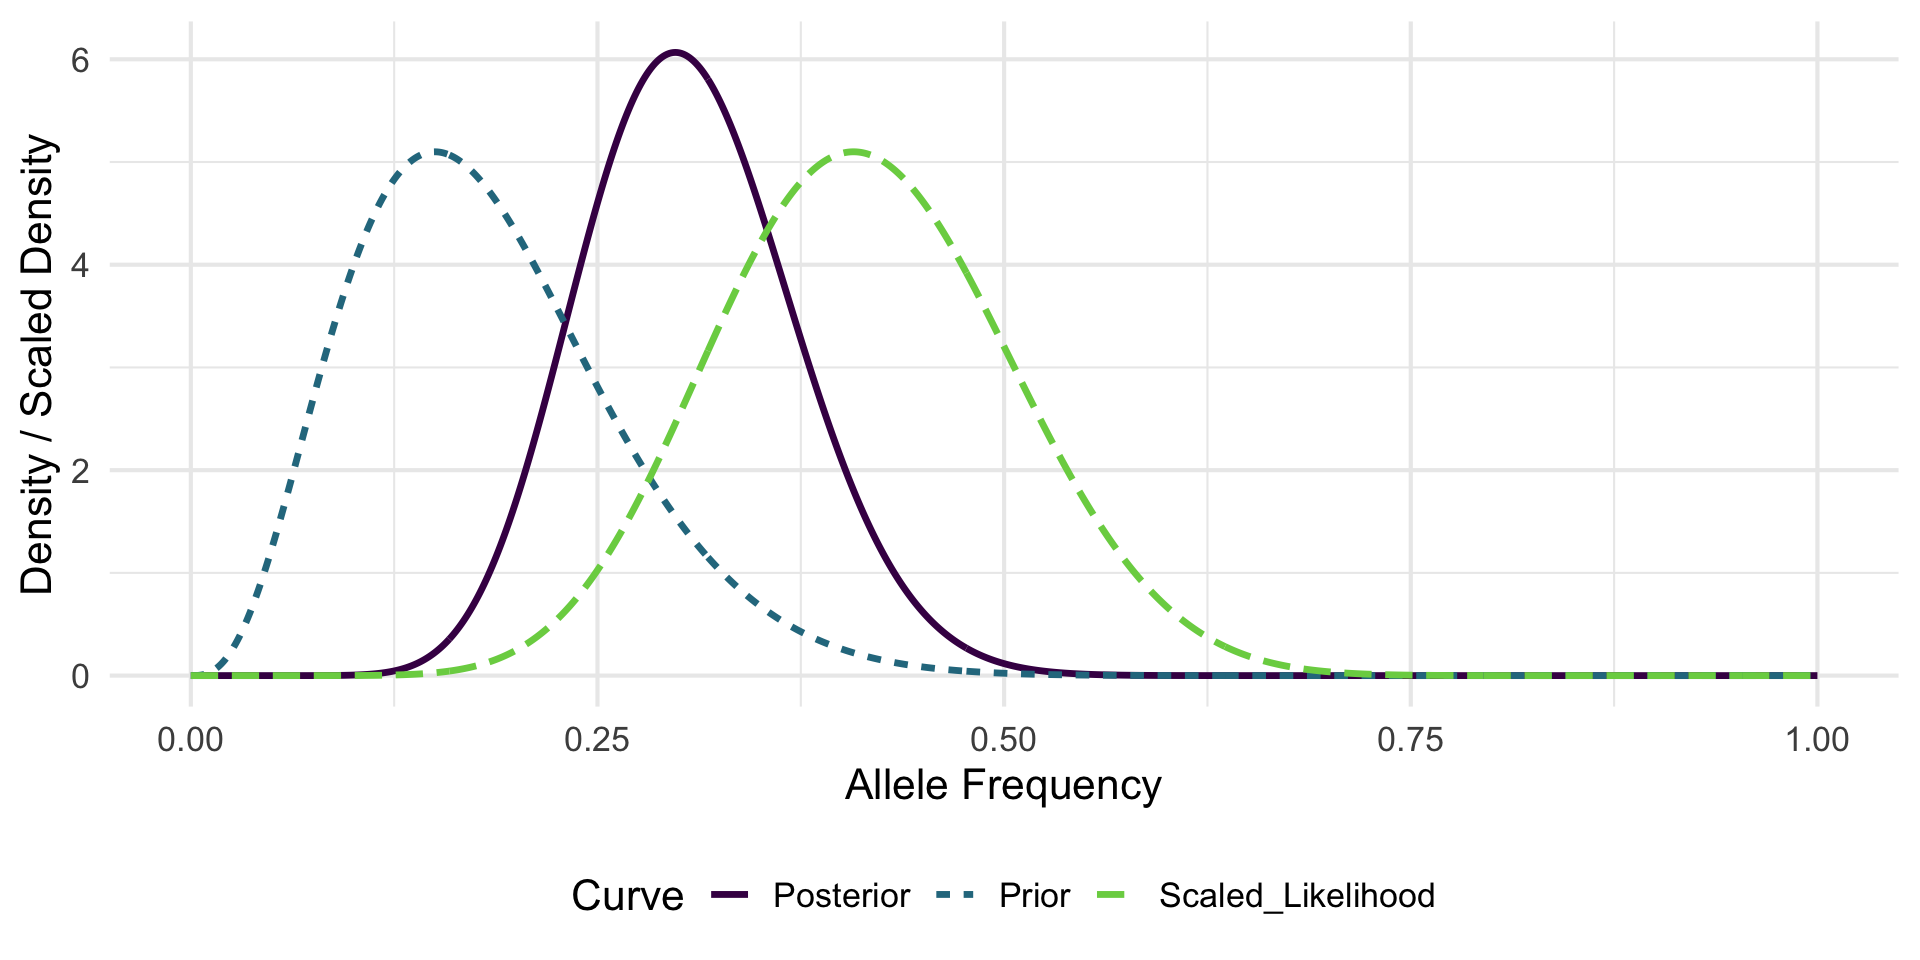 Density / Scaled Density
6
4
2
0
0.00 0.25 0.50 0.75 1.00
Allele Frequency
Curve Posterior Prior Scaled_Likelihood